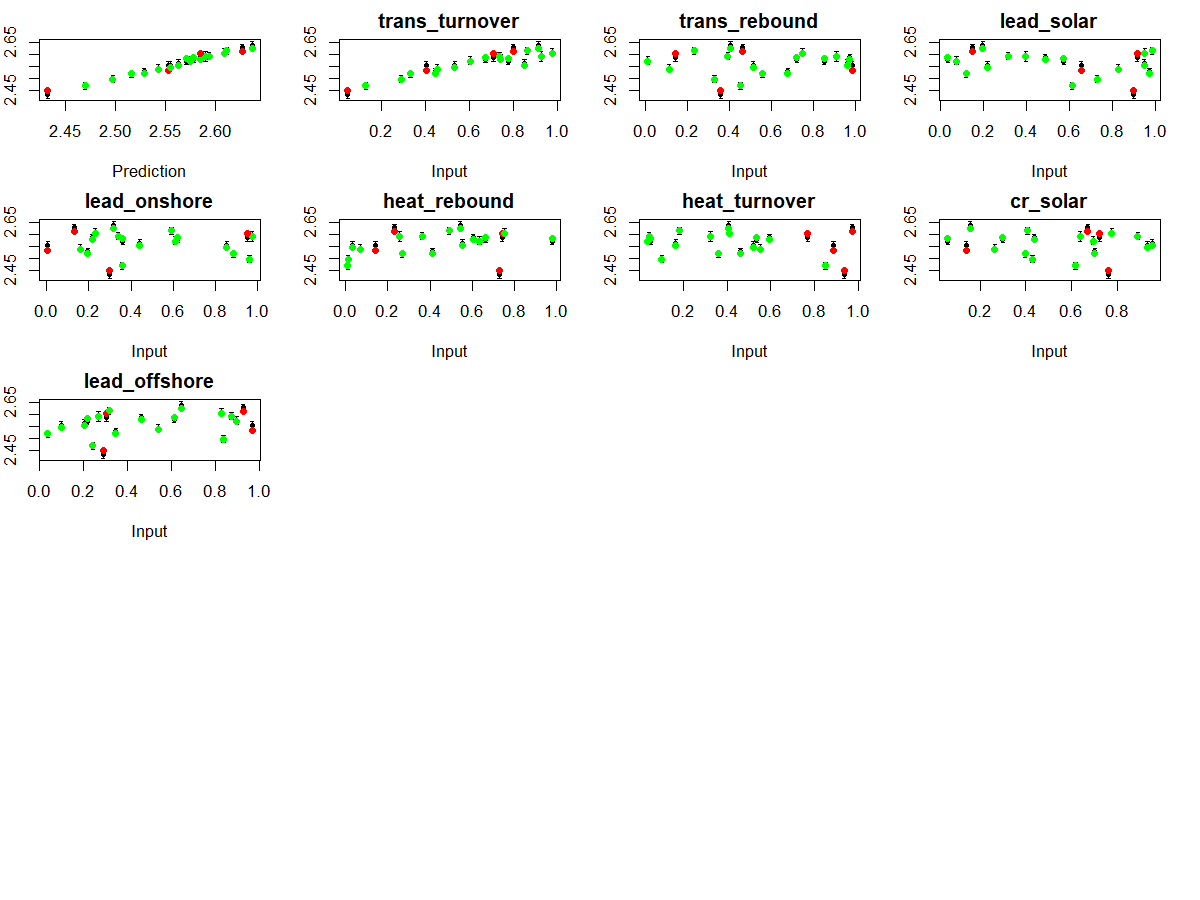 trans_turnover trans_rebound lead_solar
2.45 2.65 2.45 2.65 2.45 2.65 2.45 2.65
2.45 2.50 2.55 2.60 0.2 0.4 0.6 0.8 1.0 0.0 0.2 0.4 0.6 0.8 1.0 0.0 0.2 0.4 0.6 0.8 1.0
Prediction Input Input Input
lead_onshore heat_rebound heat_turnover cr_solar
2.45 2.65 2.45 2.65 2.45 2.65 2.45 2.65
0.0 0.2 0.4 0.6 0.8 1.0 0.0 0.2 0.4 0.6 0.8 1.0 0.2 0.4 0.6 0.8 1.0 0.2 0.4 0.6 0.8
Input Input Input Input
lead_offshore
2.45 2.65
0.0 0.2 0.4 0.6 0.8 1.0
Input